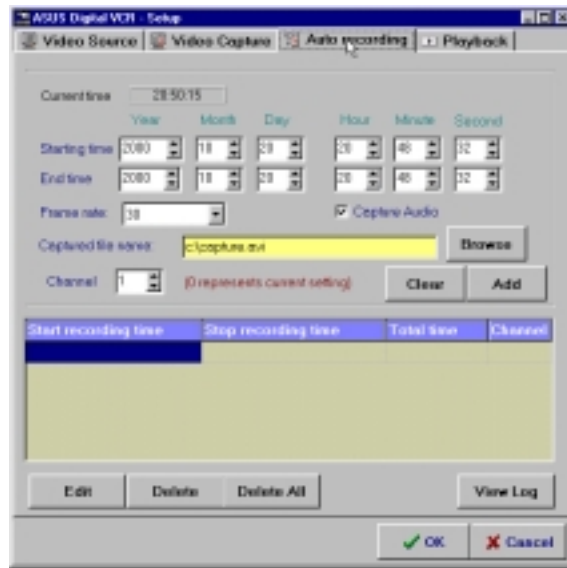 ASUS Digital VCR - Setup
Video Source Video Capture Auto recording Playback
Current time 20:50:15
Year Month Day Hour Minute Second
Starting time 2000 10 20 20 48 32
End time 2000 10 20 20 48 32
Frame rate: 30 Capture Audio
Captured file name: c:\capture.avi Browse
Channel 1 (0 represents current setting) Clear Add
Start recording time Stop recording time Total time Channel
Edit Delete Delete All View Log
OK Cancel